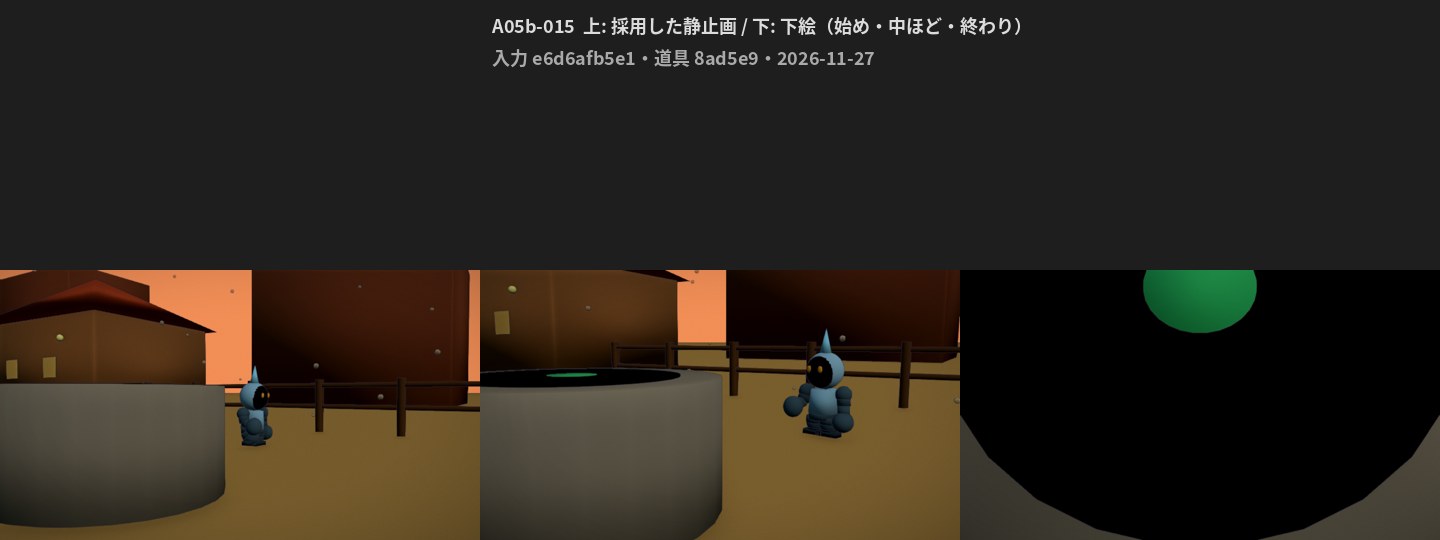 A05b-015 上: 採用した静止画 / 下: 下絵（始め・中ほど・終わり）
入力 e6d6afb5e1・道具 8ad5e9・2026-11-27